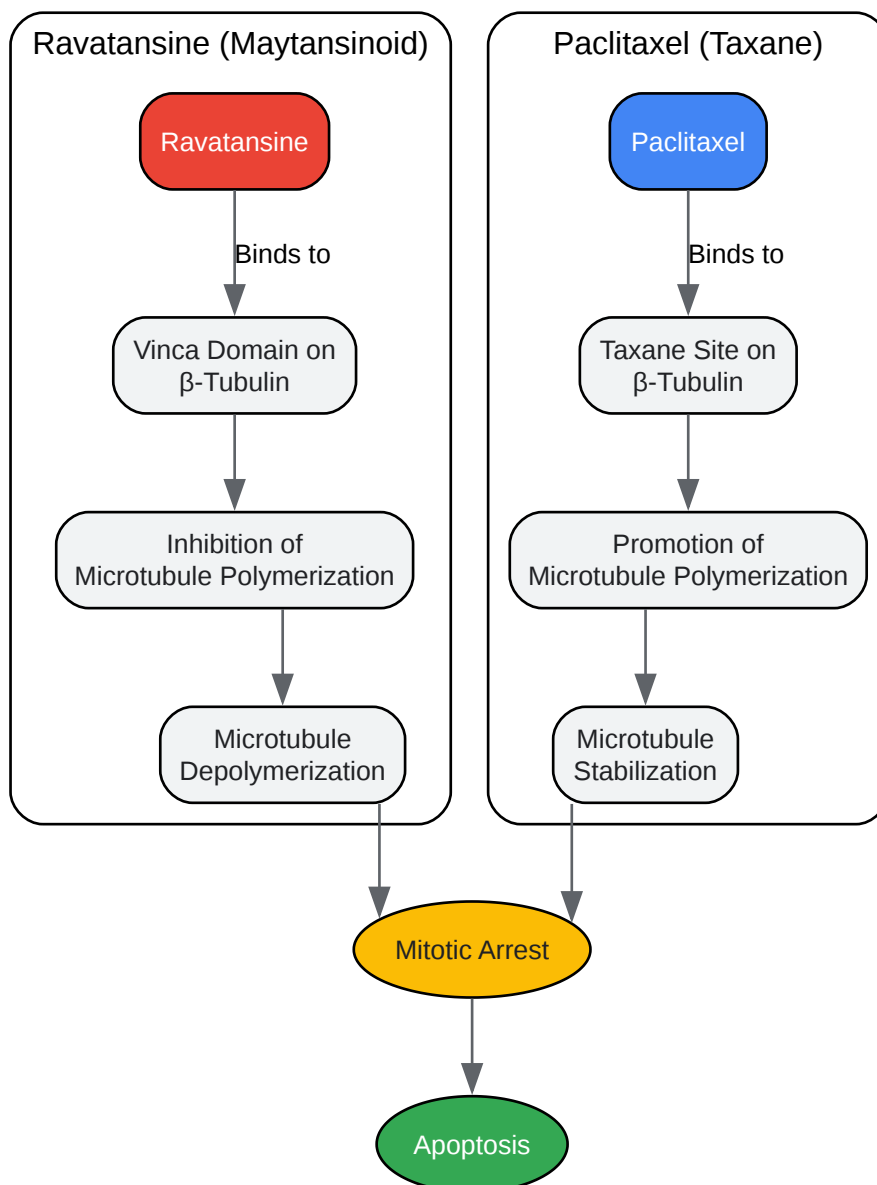 Ravatansine (Maytansinoid)
Ravatansine
Binds to
Vinca Domain on
β-Tubulin
Inhibition of
Microtubule Polymerization
Microtubule
Depolymerization
Paclitaxel (Taxane)
Paclitaxel
Binds to
Taxane Site on
β-Tubulin
Promotion of
Microtubule Polymerization
Microtubule
Stabilization
Mitotic Arrest
Apoptosis